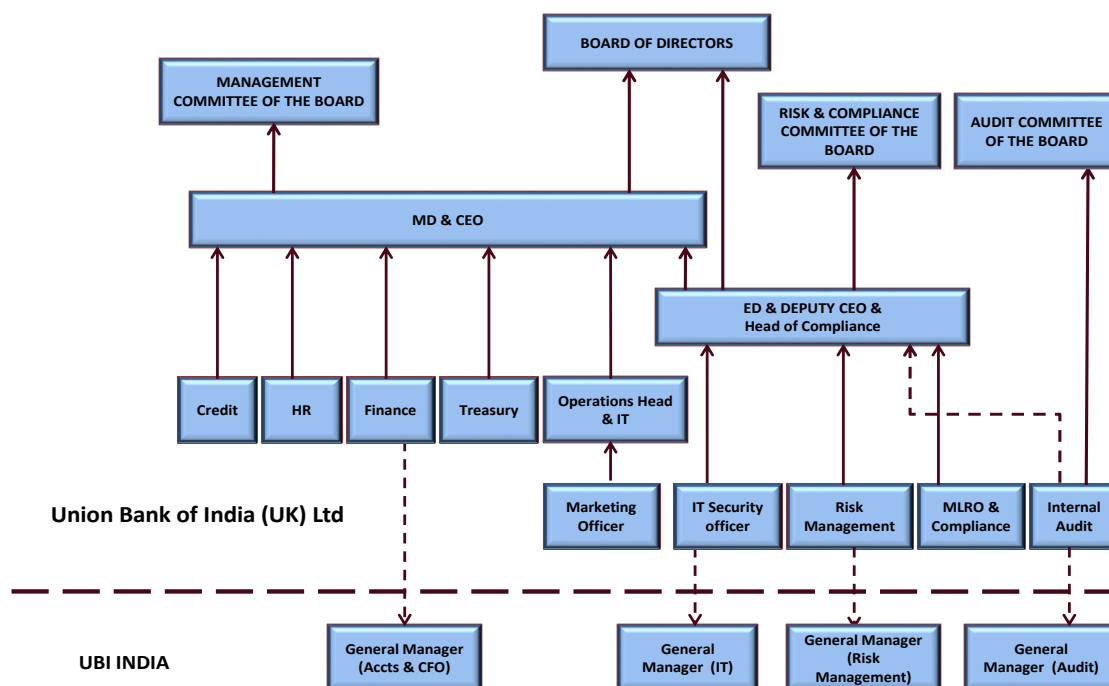 BOARD OF DIRECTORS
MANAGEMENT
COMMITTEE OF THE BOARD
RISK & COMPLIANCE
COMMITTEE OF THE
BOARD
AUDIT COMMITTEE
OF THE BOARD
MD & CEO
ED & DEPUTY CEO &
Head of Compliance
Credit
HR
Finance
Treasury
Operations Head
& IT
Union Bank of India (UK) Ltd
Marketing
Officer
IT Security
officer
Risk
Management
MLRO &
Compliance
Internal
Audit
UBI INDIA
General Manager
(Accts & CFO)
General
Manager (IT)
General Manager
(Risk
Management)
General
Manager (Audit)